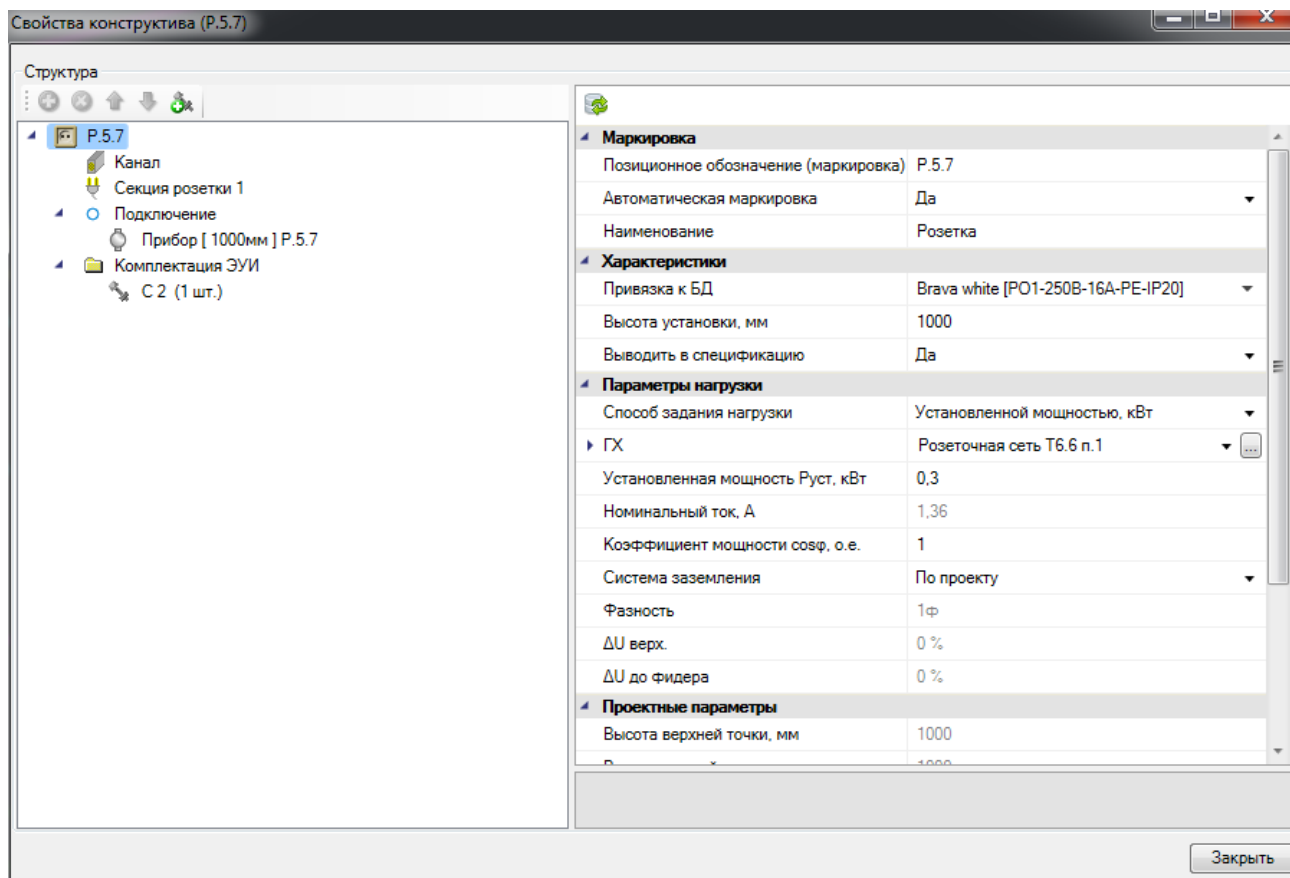 Свойства конструктива (Р.5.7)
Структура
Р.5.7
Канал
Секция розетки 1
Подключение
Прибор [ 1000мм ] Р.5.7
Комплектация ЭУИ
С 2 (1 шт.)
Маркировка
Позиционное обозначение (маркировка) Р.5.7
Автоматическая маркировка Да
Наименование Розетка
Характеристики
Привязка к БД Brava white [РО1-250В-16А-РЕ-IP20]
Высота установки, мм 1000
Выводить в спецификацию Да
Параметры нагрузки
Способ задания нагрузки Установленной мощностью, кВт
ГХ Розеточная сеть Т6.6 п.1 ...
Установленная мощность Руст, кВт 0,3
Номинальный ток, А 1,36
Коэффициент мощности cosφ, о.е. 1
Система заземления По проекту
Фазность 1ф
ΔU верх. 0 %
ΔU до фидера 0 %
Проектные параметры
Высота верхней точки, мм 1000
Закрыть